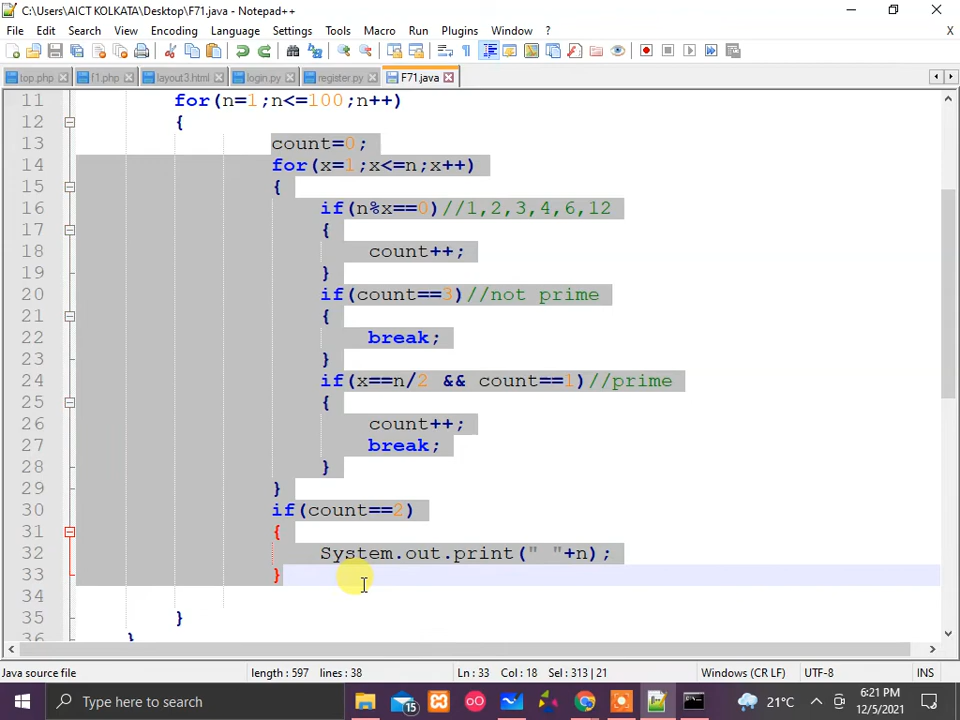 C:\Users\AICT KOLKATA\Desktop\F71.java - Notepad++
File Edit Search View Encoding Language Settings Tools Macro Run Plugins Window ? X
top.php f1.php layout3.html login.py register.py F71.java
11 for(n=1;n<=100;n++)
12 {
13 count=0;
14 for(x=1;x<=n;x++)
15 {
16 if(n%x==0)//1,2,3,4,6,12
17 {
18 count++;
19 }
20 if(count==3)//not prime
21 {
22 break;
23 }
24 if(x==n/2 && count==1)//prime
25 {
26 count++;
27 break;
28 }
29 }
30 if(count==2)
31 {
32 System.out.print(" "+n);
33 }
34
35 }
36 }
Java source file length : 597 lines : 38 Ln : 33 Col : 18 Sel : 313 | 21 Windows (CR LF) UTF-8 INS
Type here to search 15 21°C 6:21 PM
12/5/2021